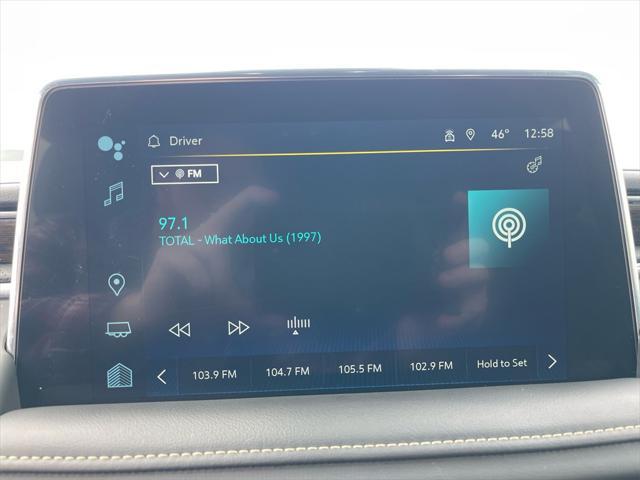 Driver 46° 12:58
FM
97.1
TOTAL - What About Us (1997)
103.9 FM 104.7 FM 105.5 FM 102.9 FM Hold to Set